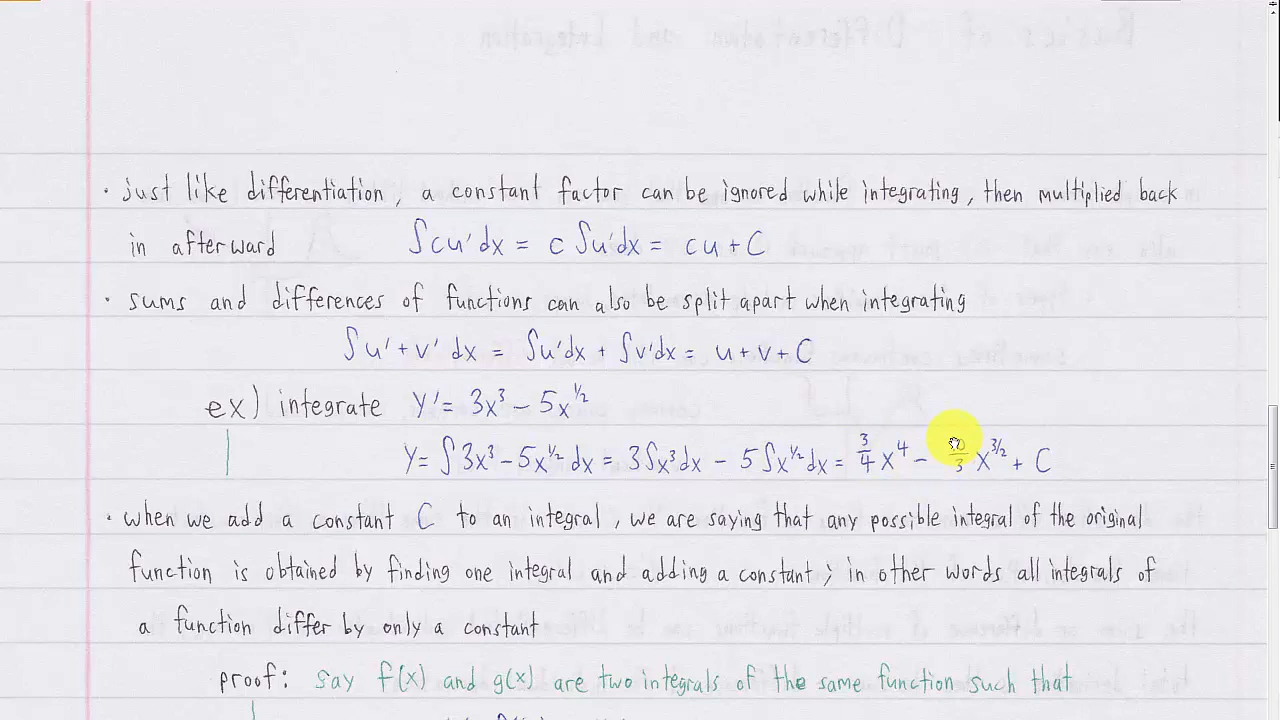 · just like differentiation, a constant factor can be ignored while integrating, then multiplied back
in afterward ∫cu'dx = c ∫u'dx = cu + C
· sums and differences of functions can also be split apart when integrating
∫u' + v' dx = ∫u'dx + ∫v'dx = u + v + C
ex) integrate y' = 3x³ - 5x^1/2
y = ∫3x³ - 5x^1/2 dx = 3∫x³dx - 5∫x^1/2 dx = 3/4 x⁴ - /3 x^3/2 + C
· when we add a constant C to an integral, we are saying that any possible integral of the original
function is obtained by finding one integral and adding a constant, in other words all integrals of
a function differ by only a constant
proof: say f(x) and g(x) are two integrals of the same function such that